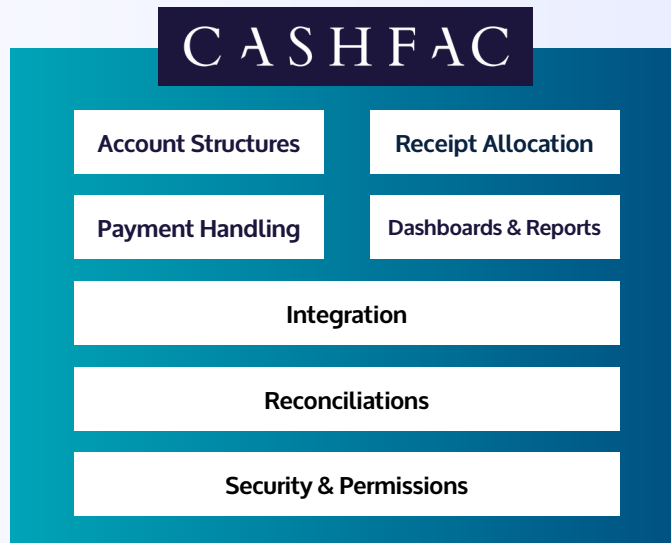 CASHFAC
Account Structures
Receipt Allocation
Payment Handling
Dashboards & Reports
Integration
Reconciliations
Security & Permissions